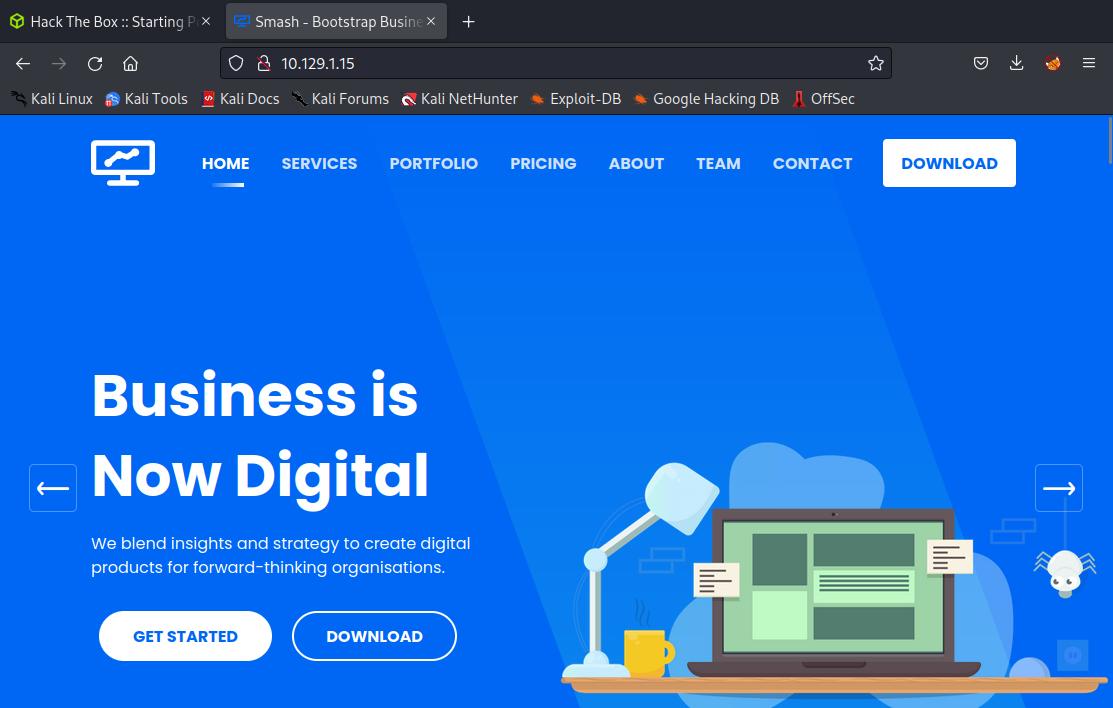 Hack The Box :: Starting P
Smash - Bootstrap Busine
10.129.1.15
Kali Linux
Kali Tools
Kali Docs
Kali Forums
Kali NetHunter
Exploit-DB
Google Hacking DB
OffSec
HOME
SERVICES
PORTFOLIO
PRICING
ABOUT
TEAM
CONTACT
DOWNLOAD
Business is
Now Digital
We blend insights and strategy to create digital
products for forward-thinking organisations.
GET STARTED
DOWNLOAD